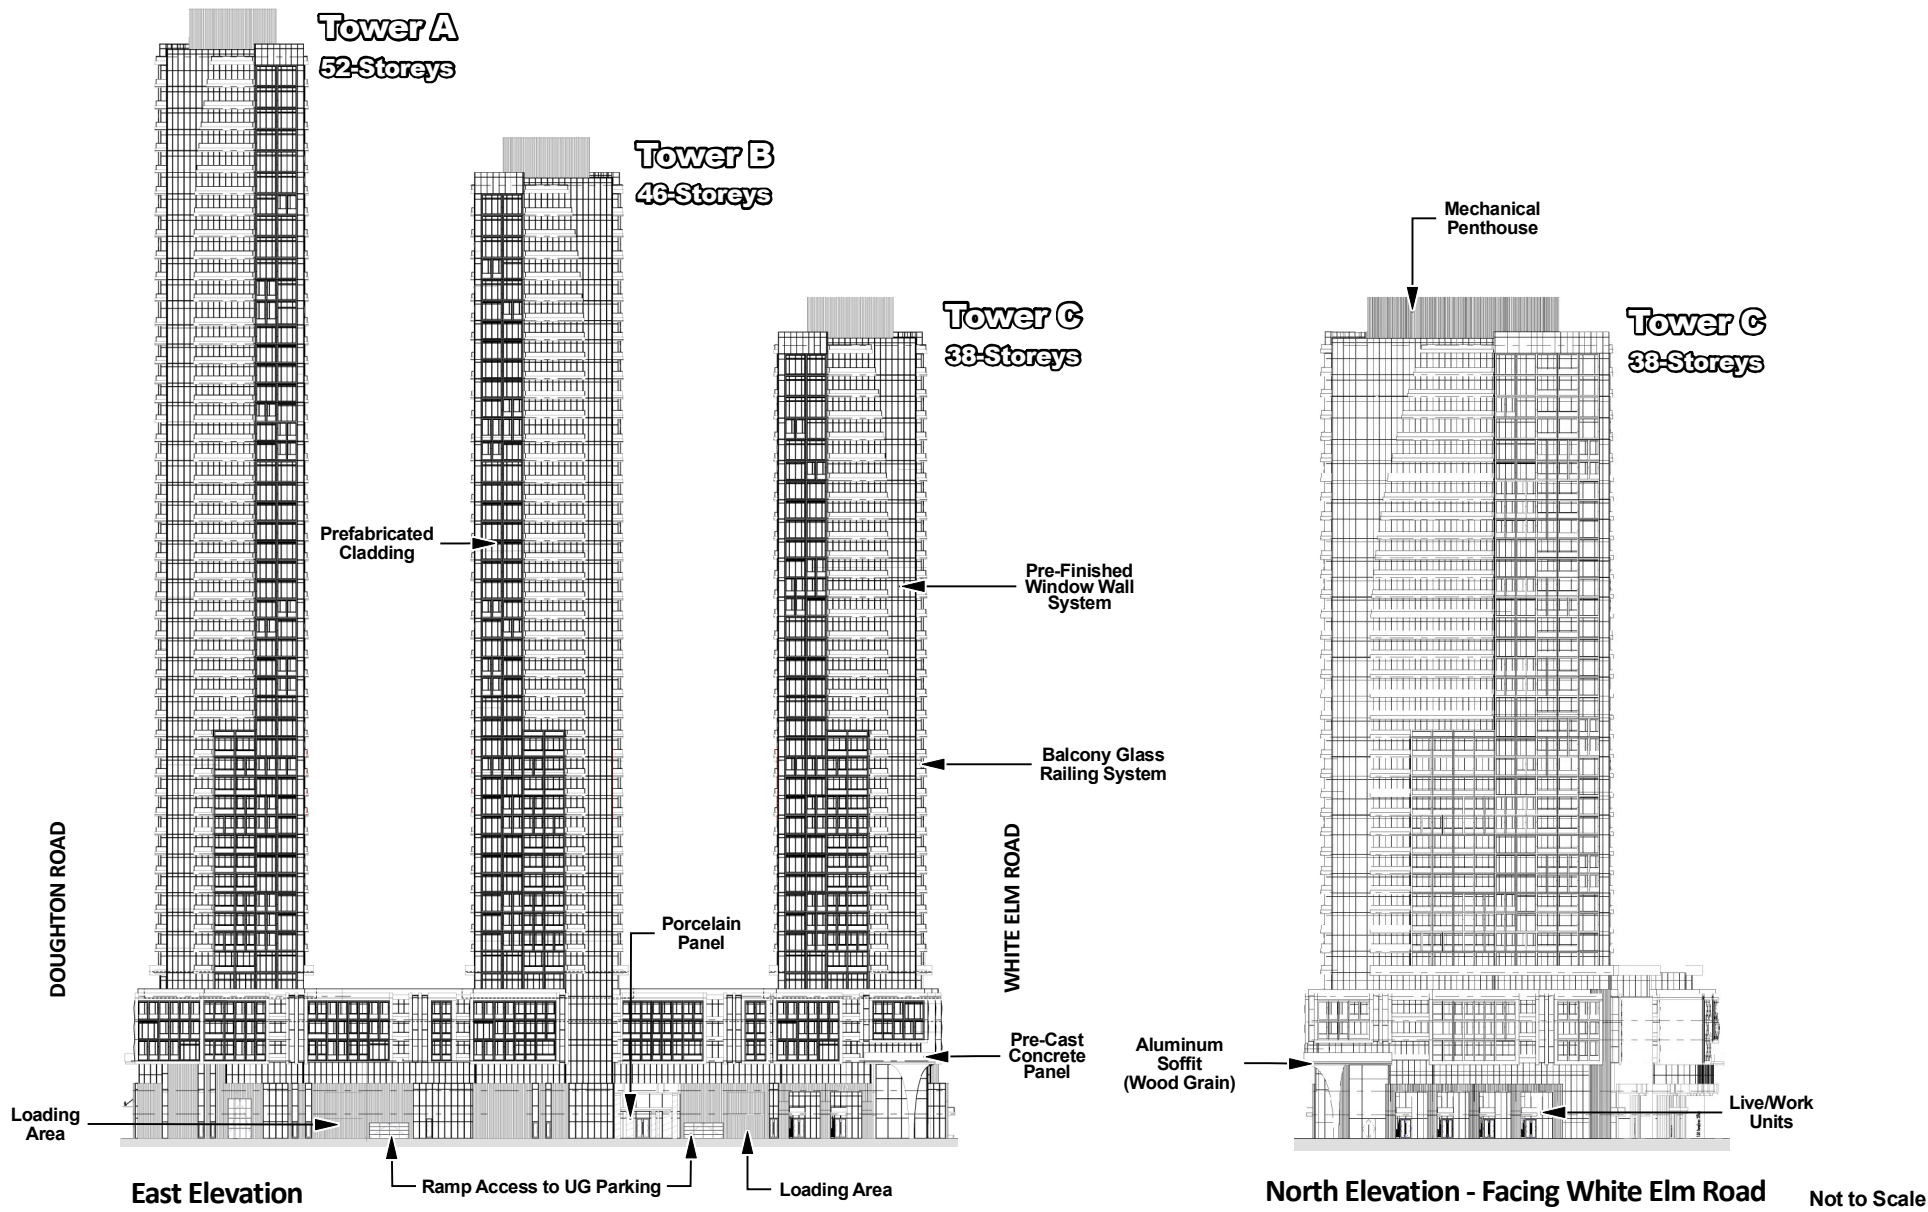 Tower A
52-Storeys
Tower B
46-Storeys
Tower C
38-Storeys
Prefabricated
Cladding
Pre-Finished
Window Wall
System
Balcony Glass
Railing System
DOUGHTON ROAD
WHITE ELM ROAD
Porcelain
Panel
Pre-Cast
Concrete
Panel
Loading
Area
Ramp Access to UG Parking
Loading Area
East Elevation
Mechanical
Penthouse
Tower C
38-Storeys
Aluminum
Soffit
(Wood Grain)
Live/Work
Units
North Elevation - Facing White Elm Road
Not to Scale